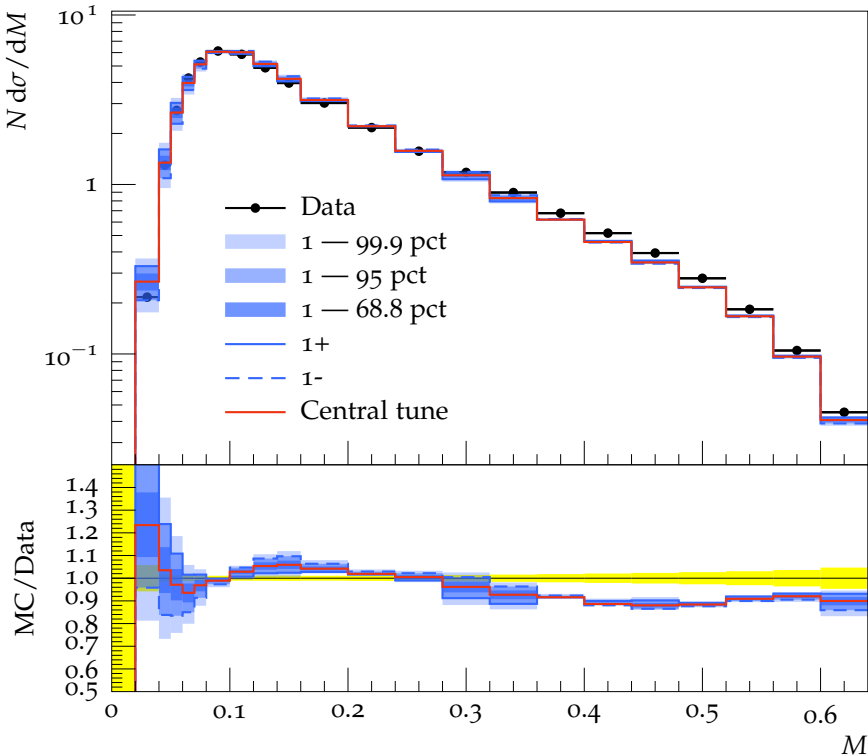 10¹
N dσ/dM
1
10⁻¹
Data
1 — 99.9 pct
1 — 95 pct
1 — 68.8 pct
1+
1-
Central tune
MC/Data
1.4
1.3
1.2
1.1
1.0
0.9
0.8
0.7
0.6
0.5
0 0.1 0.2 0.3 0.4 0.5 0.6
M